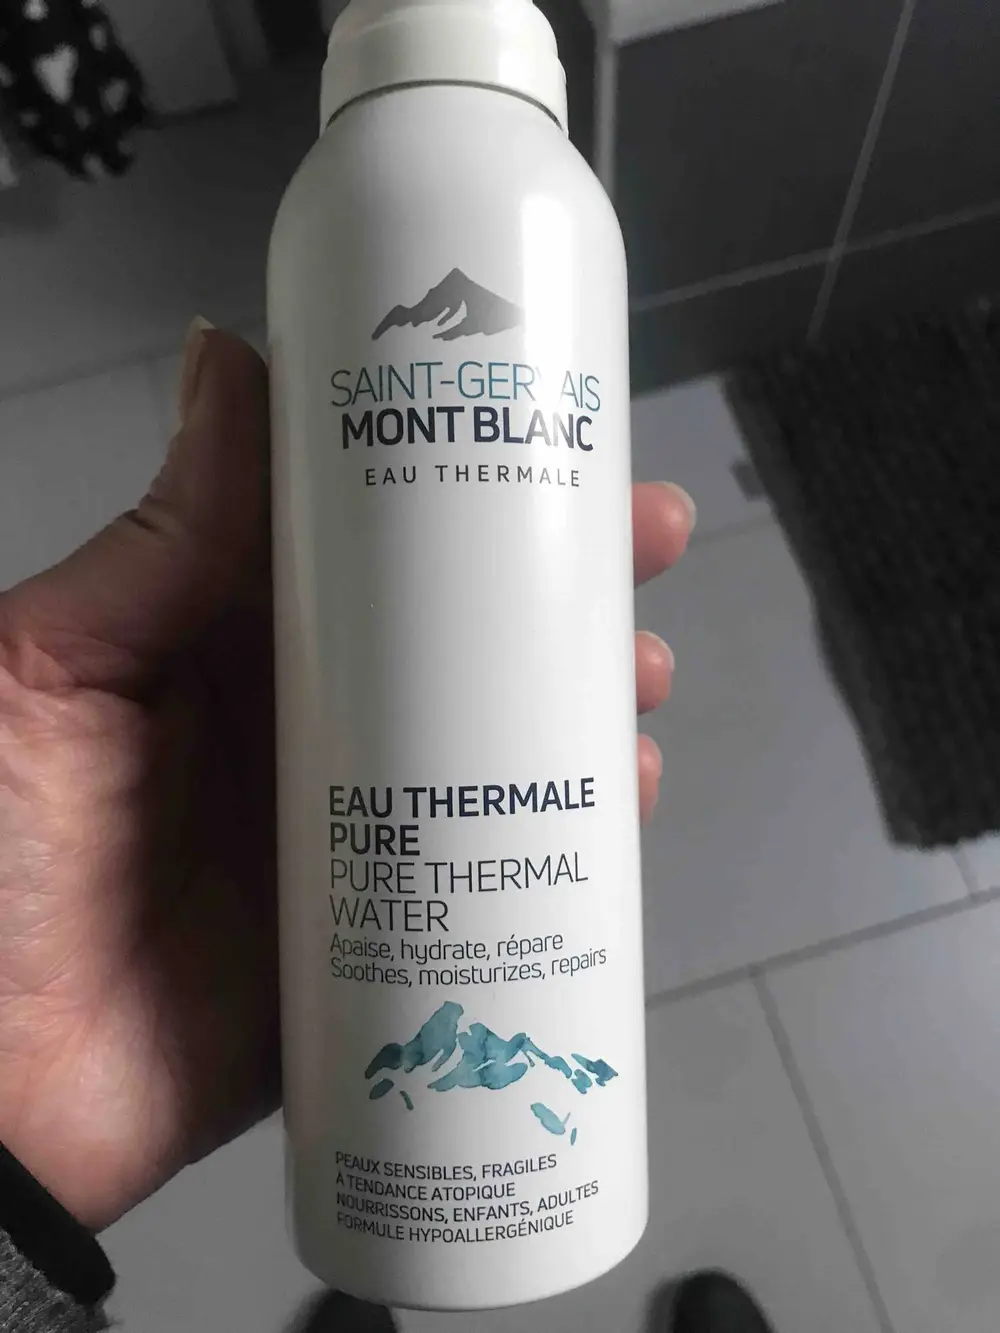 SAINT-GERVAIS
MONT BLANC
EAU THERMALE
EAU THERMALE
PURE
PURE THERMAL
WATER
Apaise, hydrate, répare
Soothes, moisturizes, repairs
PEAUX SENSIBLES, FRAGILES
À TENDANCE ATOPIQUE
NOURRISSONS, ENFANTS, ADULTES
FORMULE HYPOALLERGÉNIQUE